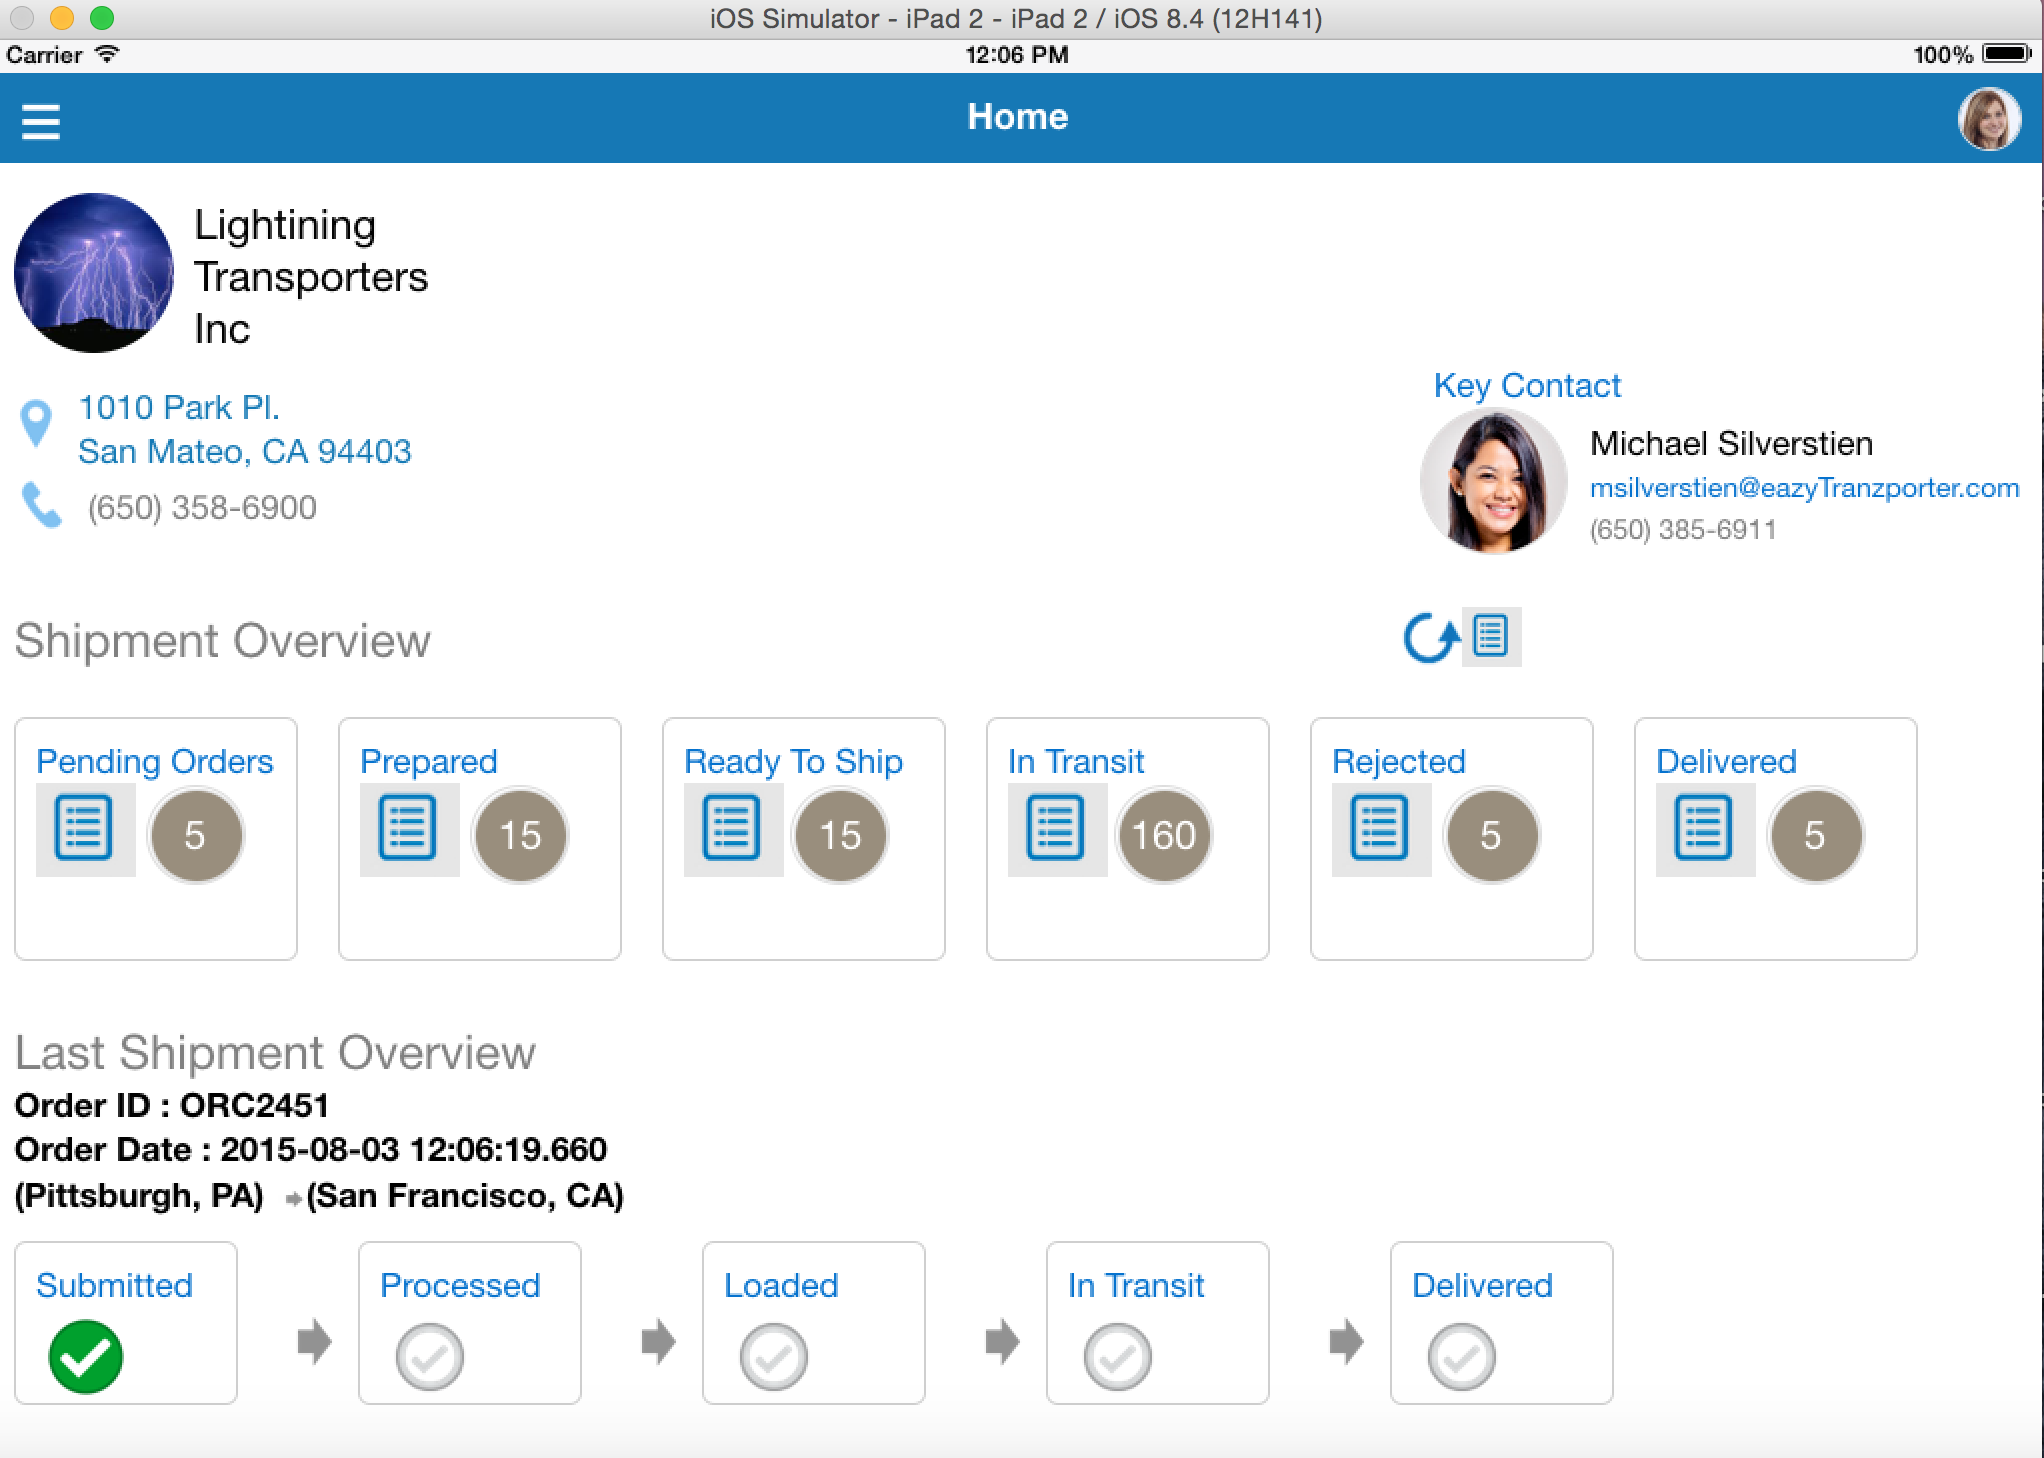 iOS Simulator - iPad 2 - iPad 2 / iOS 8.4 (12H141)
Carrier 12:06 PM 100%
Home
Lightining
Transporters
Inc
1010 Park Pl.
San Mateo, CA 94403
(650) 358-6900
Key Contact
Michael Silverstien
msilverstien@eazyTranzporter.com
(650) 385-6911
Shipment Overview
Pending Orders
5
Prepared
15
Ready To Ship
15
In Transit
160
Rejected
5
Delivered
5
Last Shipment Overview
Order ID : ORC2451
Order Date : 2015-08-03 12:06:19.660
(Pittsburgh, PA) (San Francisco, CA)
Submitted
Processed
Loaded
In Transit
Delivered